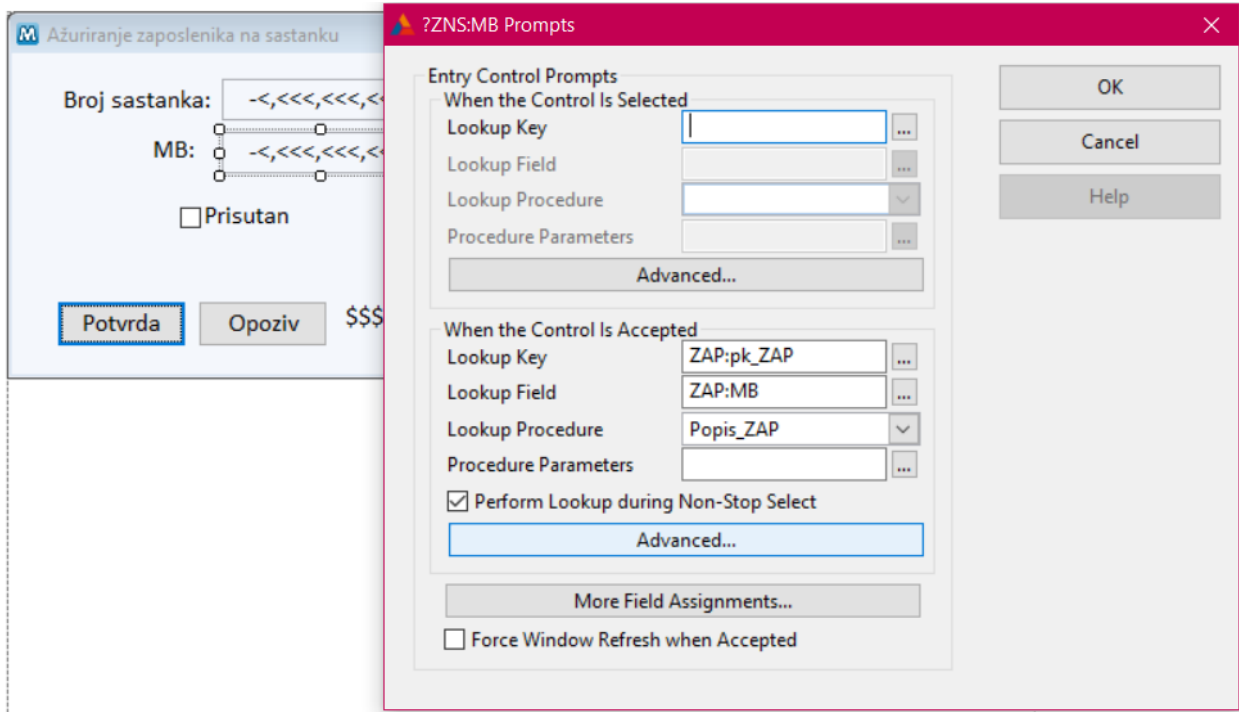 Ažuriranje zaposlenika na sastanku
Broj sastanka: -<,<<<,<<<,<<
MB: -<,<<<,<<<,<<
Prisutan
Potvrda Opoziv $$$
?ZNS:MB Prompts
Entry Control Prompts
When the Control Is Selected
Lookup Key ...
Lookup Field ...
Lookup Procedure
Procedure Parameters ...
Advanced...
When the Control Is Accepted
Lookup Key ZAP:pk_ZAP ...
Lookup Field ZAP:MB ...
Lookup Procedure Popis_ZAP
Procedure Parameters ...
Perform Lookup during Non-Stop Select
Advanced...
More Field Assignments...
Force Window Refresh when Accepted
OK
Cancel
Help